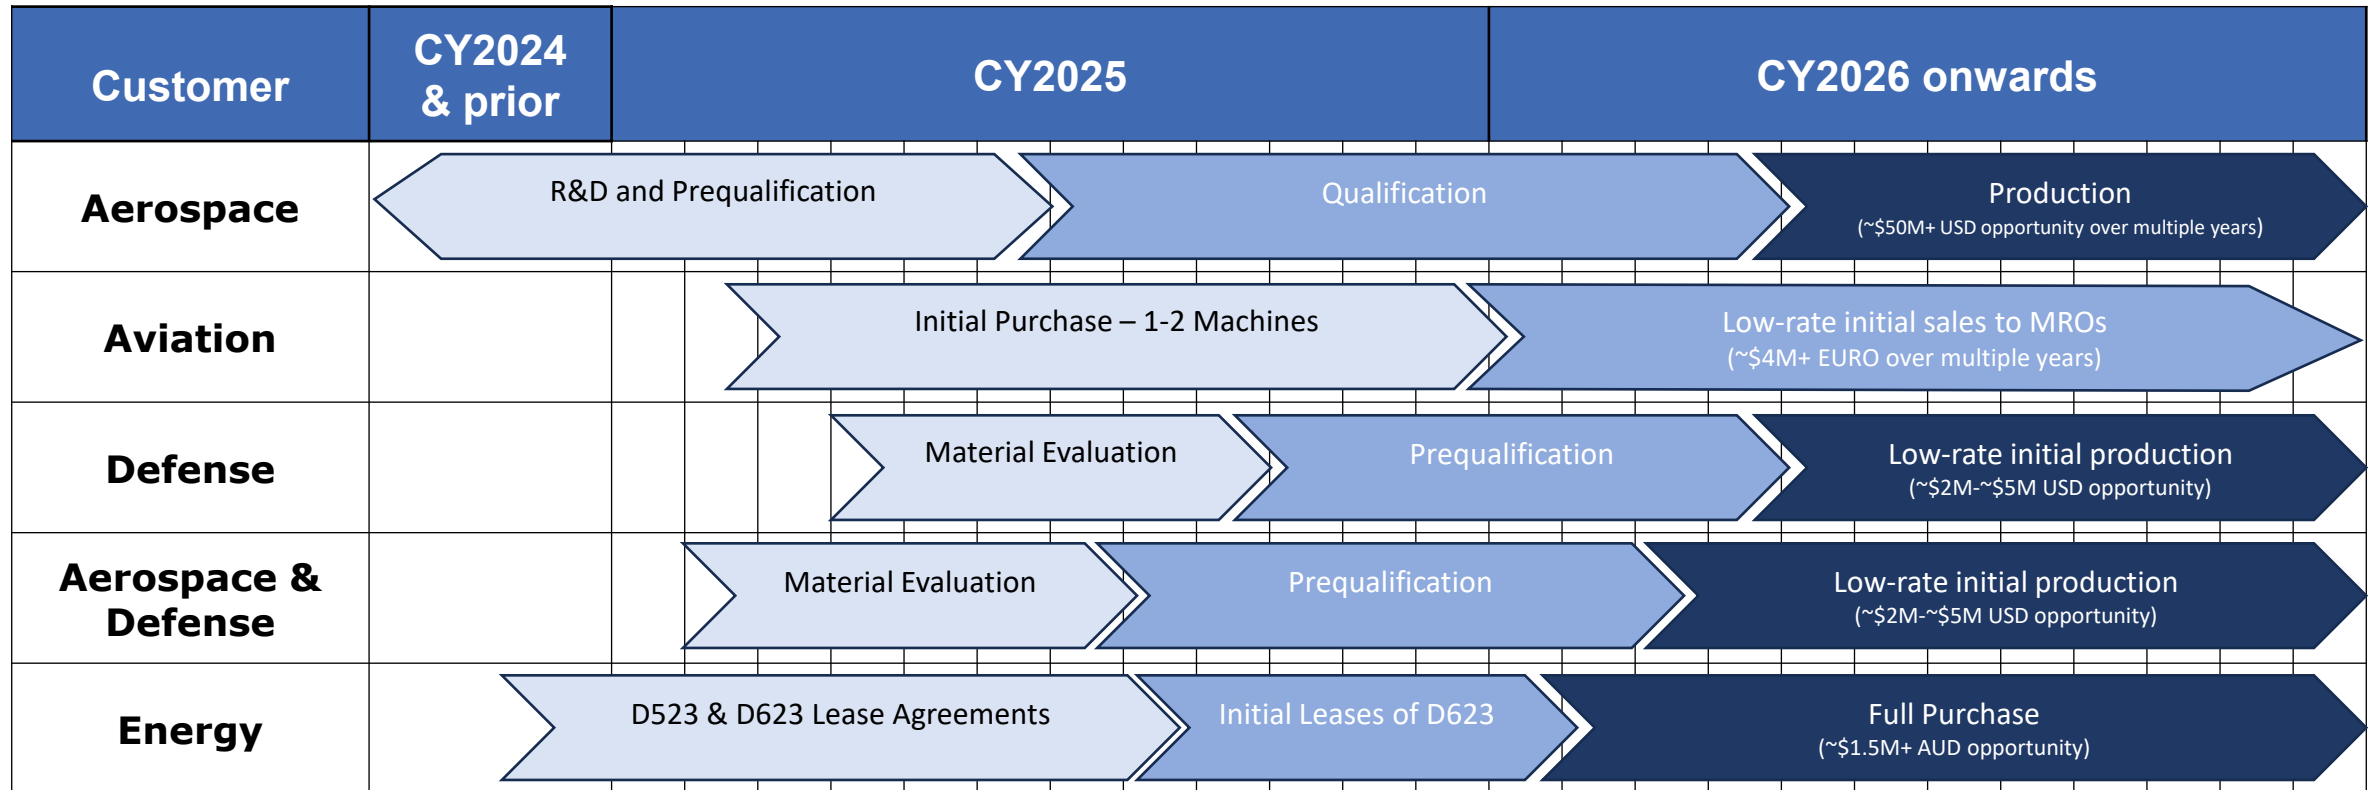 Customer
CY2024
& prior
CY2025
CY2026 onwards
Aerospace
R&D and Prequalification
Qualification
Production
(~$50M+ USD opportunity over multiple years)
Aviation
Initial Purchase – 1-2 Machines
Low-rate initial sales to MROs
(~$4M+ EURO over multiple years)
Defense
Material Evaluation
Prequalification
Low-rate initial production
(~$2M-~$5M USD opportunity)
Aerospace &
Defense
Material Evaluation
Prequalification
Low-rate initial production
(~$2M-~$5M USD opportunity)
Energy
D523 & D623 Lease Agreements
Initial Leases of D623
Full Purchase
(~$1.5M+ AUD opportunity)